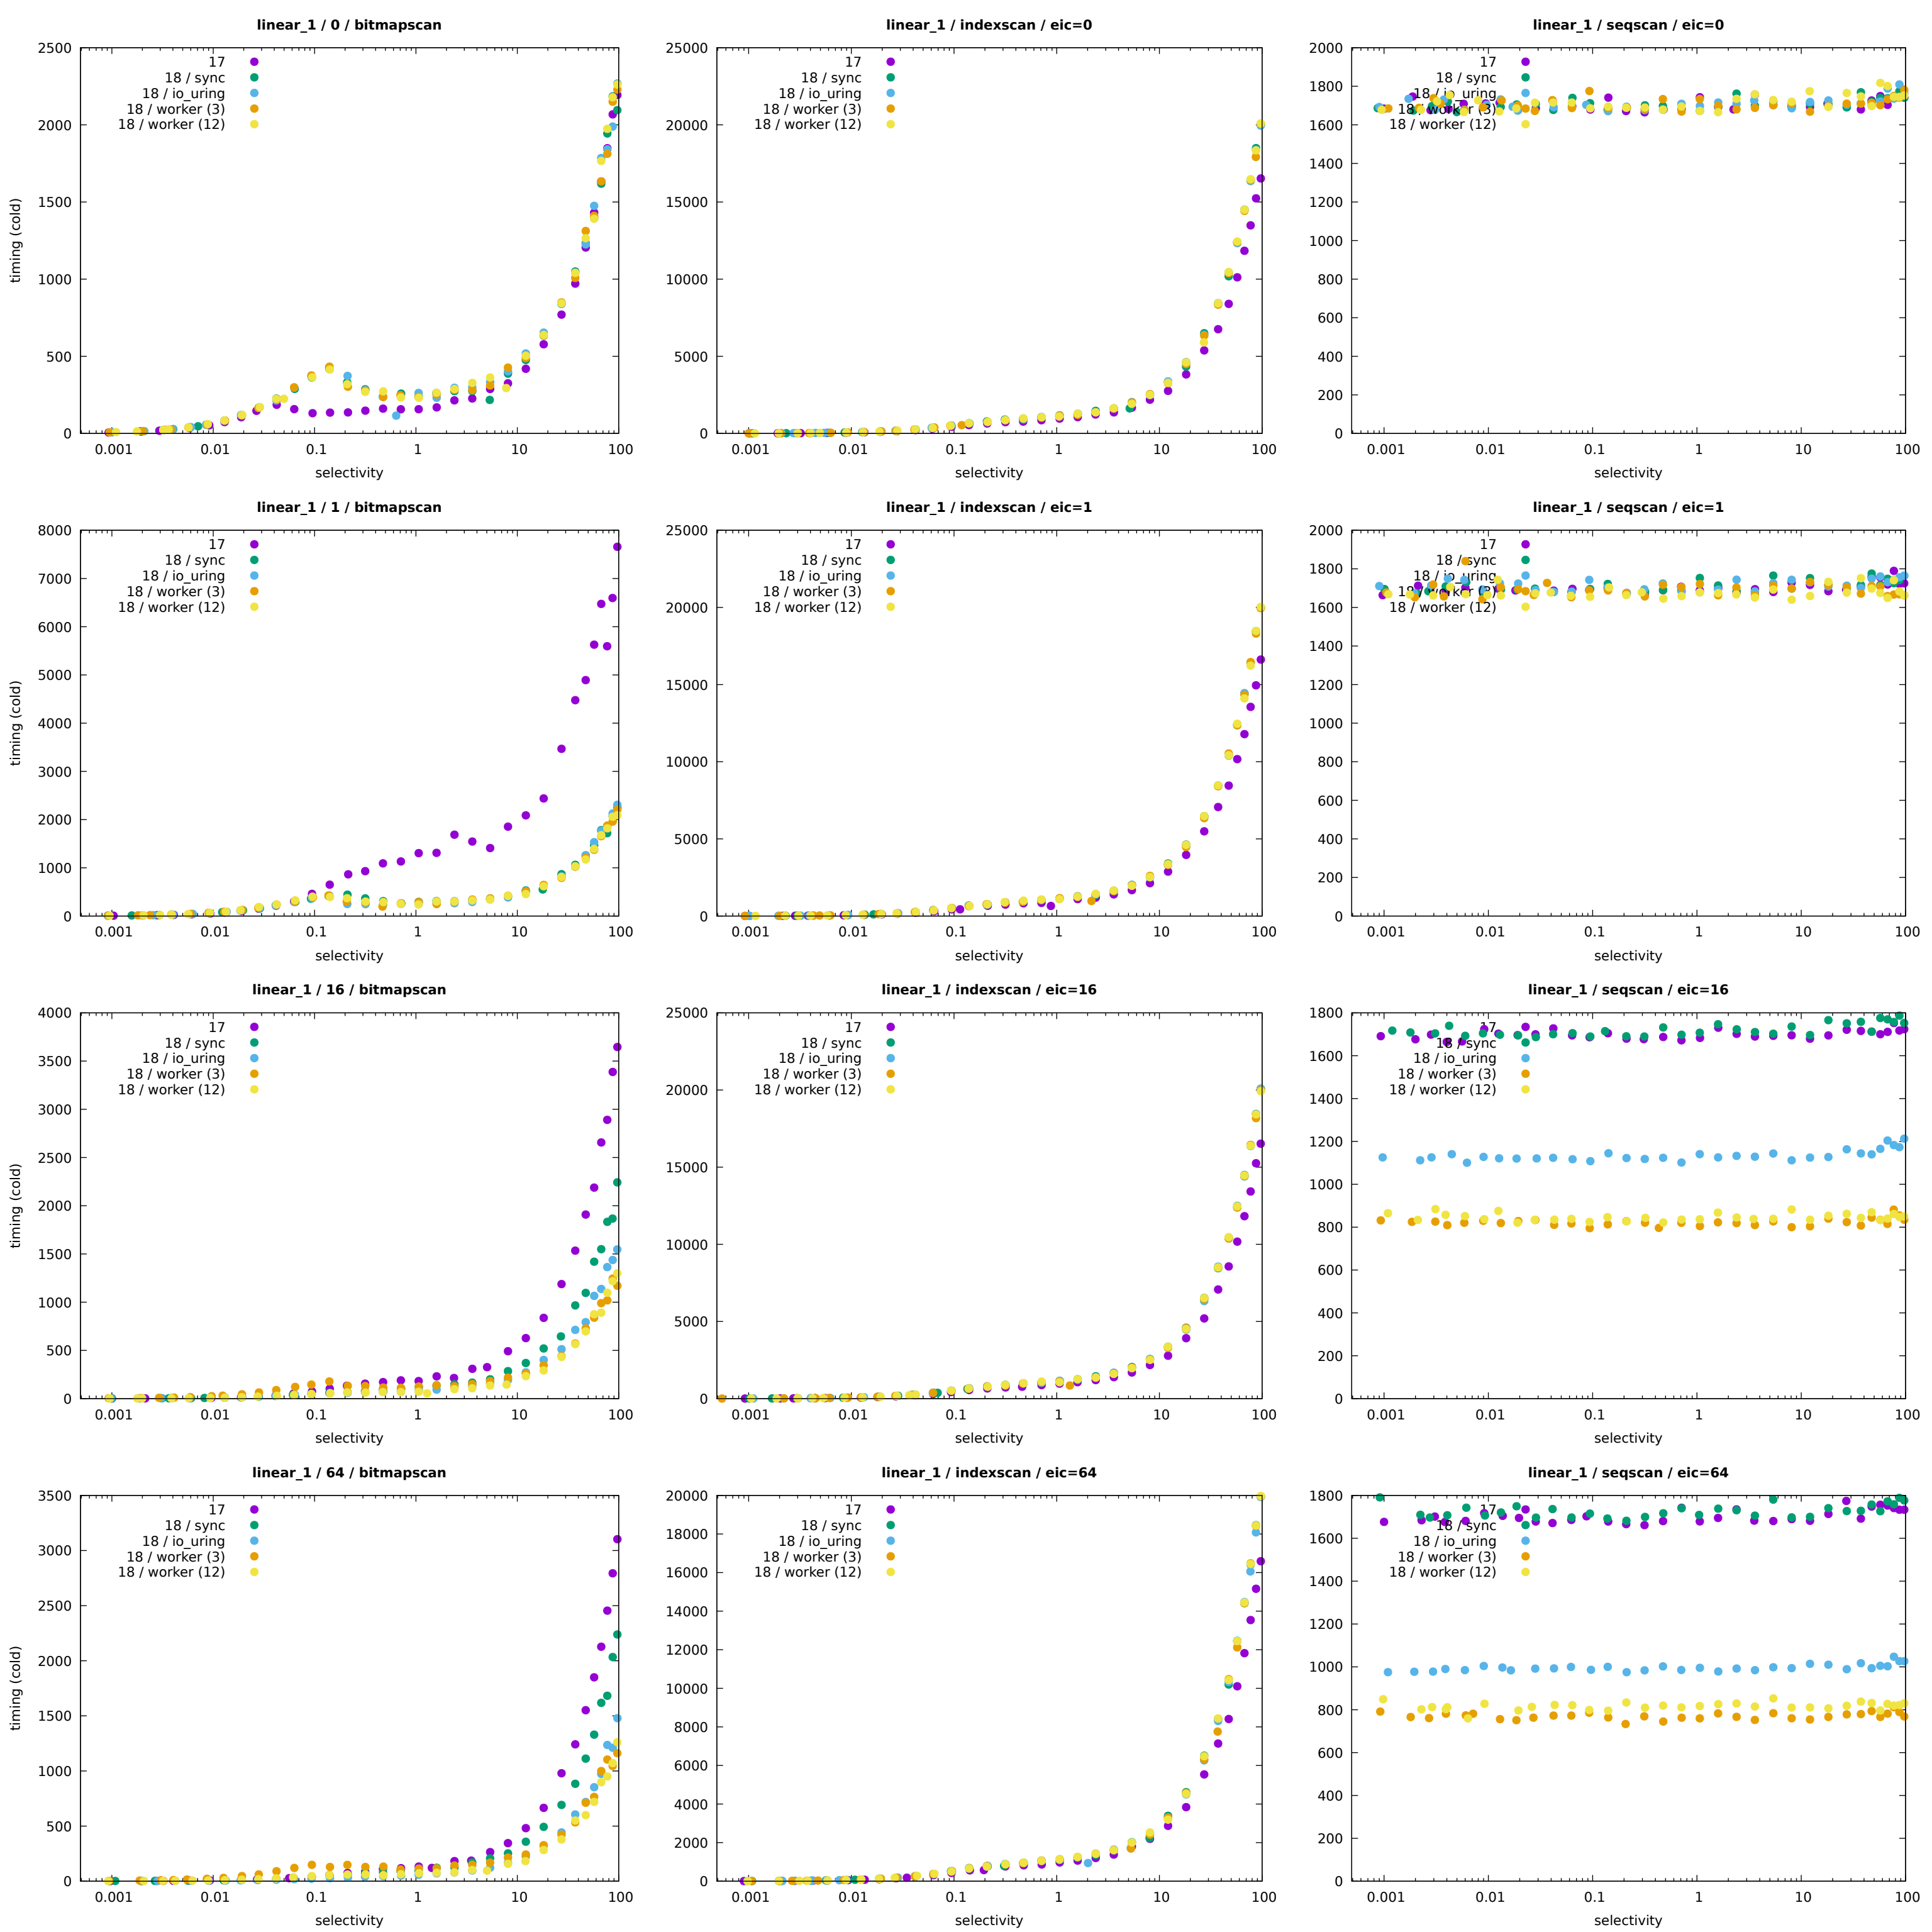 linear_1 / 0 / bitmapscan
timing (cold)
2500
2000
1500
1000
500
0
17
18 / sync
18 / io_uring
18 / worker (3)
18 / worker (12)
0.001 0.01 0.1 1 10 100
selectivity
linear_1 / indexscan / eic=0
25000
20000
15000
10000
5000
0
17
18 / sync
18 / io_uring
18 / worker (3)
18 / worker (12)
0.001 0.01 0.1 1 10 100
selectivity
linear_1 / seqscan / eic=0
2000
1800
1600
1400
1200
1000
800
600
400
200
0
17
18 / sync
18 / io_uring
18 / worker (3)
18 / worker (12)
0.001 0.01 0.1 1 10 100
selectivity
linear_1 / 1 / bitmapscan
timing (cold)
8000
7000
6000
5000
4000
3000
2000
1000
0
17
18 / sync
18 / io_uring
18 / worker (3)
18 / worker (12)
0.001 0.01 0.1 1 10 100
selectivity
linear_1 / indexscan / eic=1
25000
20000
15000
10000
5000
0
17
18 / sync
18 / io_uring
18 / worker (3)
18 / worker (12)
0.001 0.01 0.1 1 10 100
selectivity
linear_1 / seqscan / eic=1
2000
1800
1600
1400
1200
1000
800
600
400
200
0
17
18 / sync
18 / io_uring
18 / worker (3)
18 / worker (12)
0.001 0.01 0.1 1 10 100
selectivity
linear_1 / 16 / bitmapscan
timing (cold)
4000
3500
3000
2500
2000
1500
1000
500
0
17
18 / sync
18 / io_uring
18 / worker (3)
18 / worker (12)
0.001 0.01 0.1 1 10 100
selectivity
linear_1 / indexscan / eic=16
25000
20000
15000
10000
5000
0
17
18 / sync
18 / io_uring
18 / worker (3)
18 / worker (12)
0.001 0.01 0.1 1 10 100
selectivity
linear_1 / seqscan / eic=16
1800
1600
1400
1200
1000
800
600
400
200
0
17
18 / sync
18 / io_uring
18 / worker (3)
18 / worker (12)
0.001 0.01 0.1 1 10 100
selectivity
linear_1 / 64 / bitmapscan
timing (cold)
3500
3000
2500
2000
1500
1000
500
0
17
18 / sync
18 / io_uring
18 / worker (3)
18 / worker (12)
0.001 0.01 0.1 1 10 100
selectivity
linear_1 / indexscan / eic=64
20000
18000
16000
14000
12000
10000
8000
6000
4000
2000
0
17
18 / sync
18 / io_uring
18 / worker (3)
18 / worker (12)
0.001 0.01 0.1 1 10 100
selectivity
linear_1 / seqscan / eic=64
1800
1600
1400
1200
1000
800
600
400
200
0
17
18 / sync
18 / io_uring
18 / worker (3)
18 / worker (12)
0.001 0.01 0.1 1 10 100
selectivity